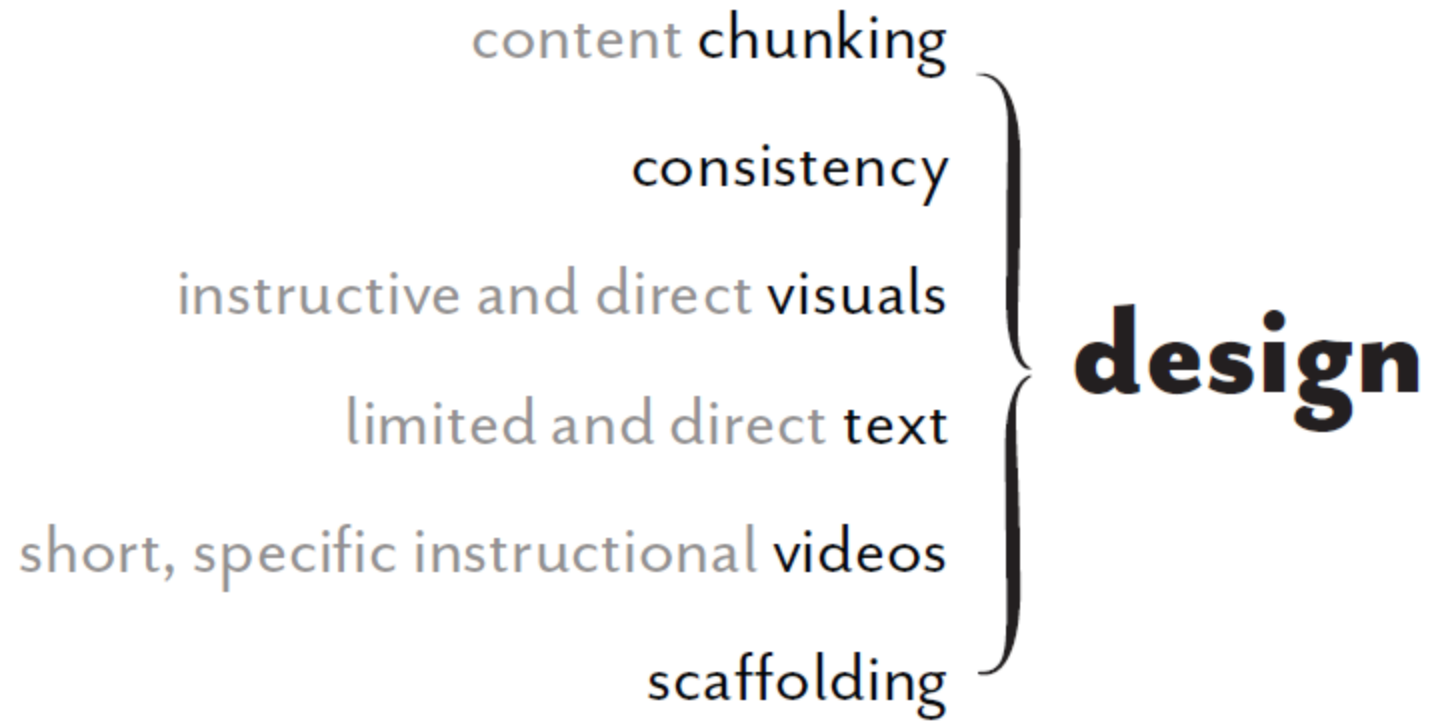 content chunking
consistency
instructive and direct visuals
design
limited and direct text
short, specific instructional videos
scaffolding